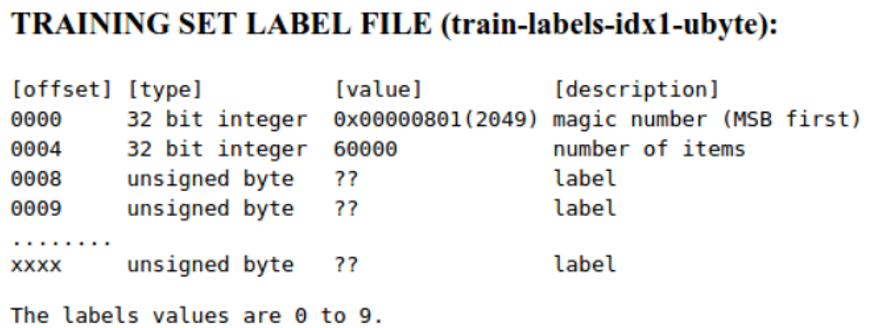 TRAINING SET LABEL FILE (train-labels-idx1-ubyte):
[offset] [type] [value] [description]
0000 32 bit integer 0x00000801(2049) magic number (MSB first)
0004 32 bit integer 60000 number of items
0008 unsigned byte ?? label
0009 unsigned byte ?? label
........
xxxx unsigned byte ?? label
The labels values are 0 to 9.